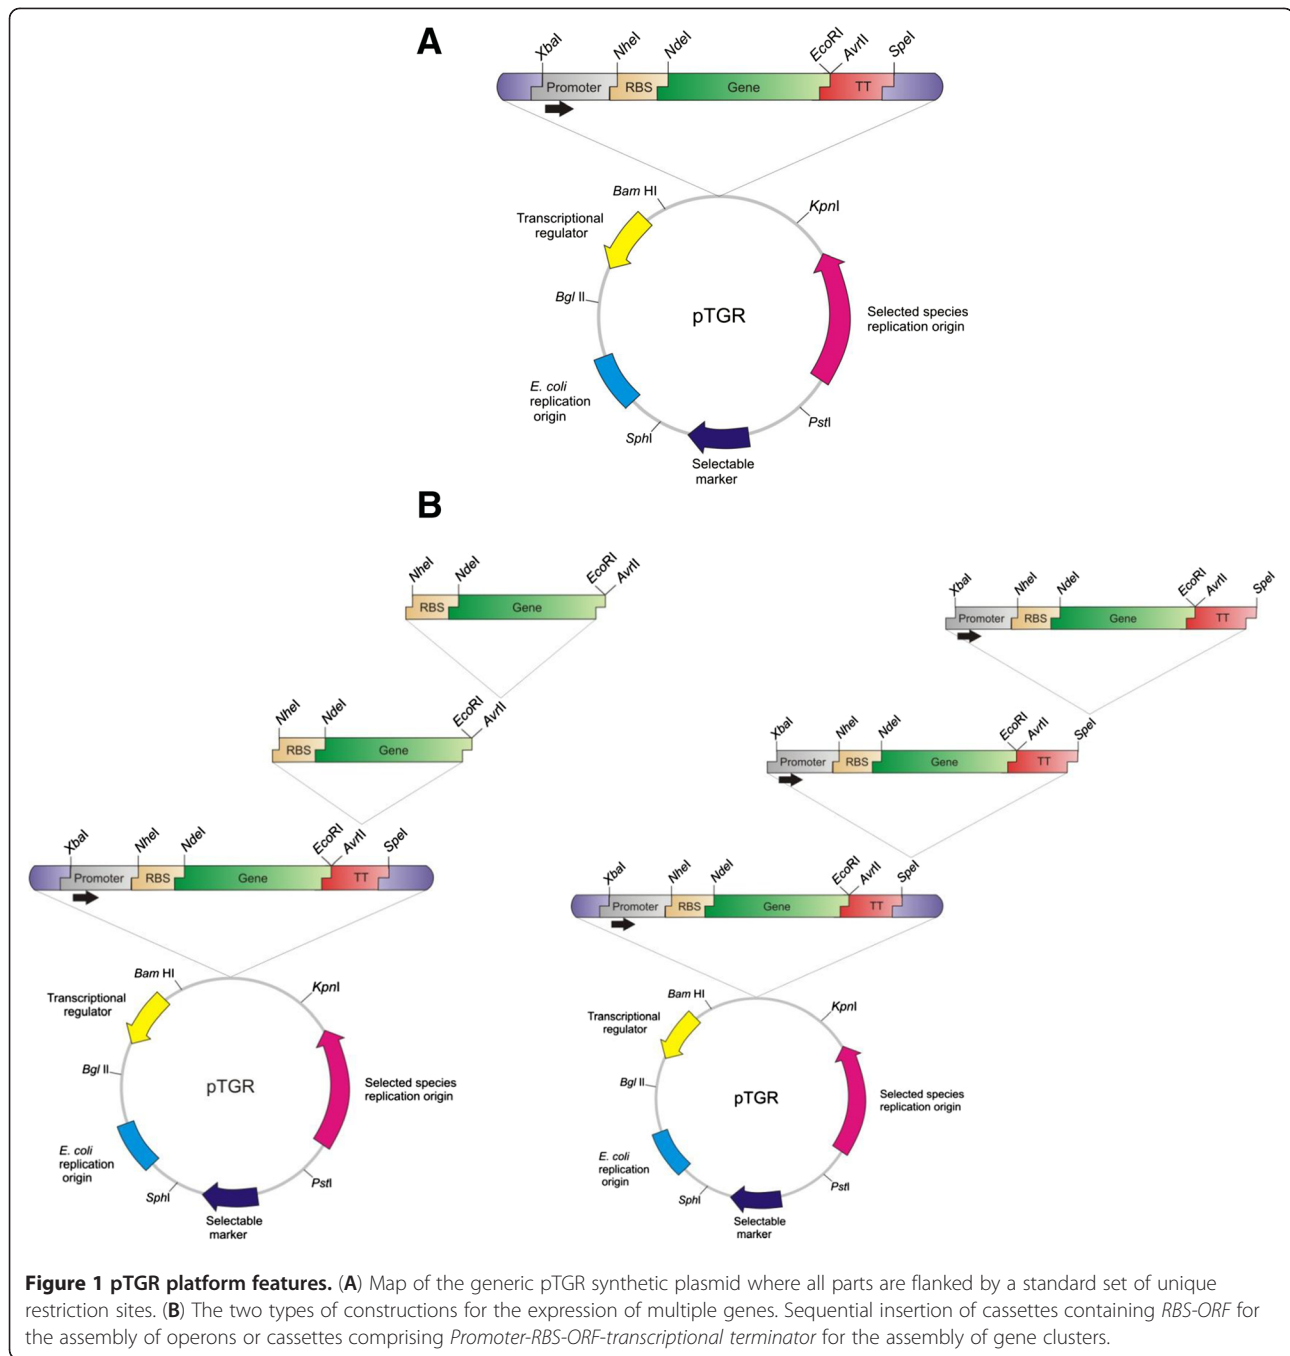 A
XbaI
NheI
NdeI
EcoRI
AvrII
SpeI
Promoter
RBS
Gene
TT
Bam HI
KpnI
Transcriptional
regulator
Bgl II
pTGR
Selected species
replication origin
E. coli
replication
origin
SphI
PstI
Selectable
marker
B
NheI
NdeI
EcoRI
AvrII
RBS
Gene
NheI
NdeI
EcoRI
AvrII
RBS
Gene
XbaI
NheI
NdeI
EcoRI
AvrII
SpeI
Promoter
RBS
Gene
TT
Bam HI
KpnI
Transcriptional
regulator
Bgl II
pTGR
Selected species
replication origin
E. coli
replication
origin
SphI
PstI
Selectable
marker
XbaI
NheI
NdeI
EcoRI
AvrII
SpeI
Promoter
RBS
Gene
TT
XbaI
NheI
NdeI
EcoRI
AvrII
SpeI
Promoter
RBS
Gene
TT
XbaI
NheI
NdeI
EcoRI
AvrII
SpeI
Promoter
RBS
Gene
TT
Bam HI
KpnI
Transcriptional
regulator
Bgl II
pTGR
Selected species
replication origin
E. coli
replication
origin
SphI
PstI
Selectable
marker
Figure 1 pTGR platform features. (A) Map of the generic pTGR synthetic plasmid where all parts are flanked by a standard set of unique
restriction sites. (B) The two types of constructions for the expression of multiple genes. Sequential insertion of cassettes containing RBS-ORF for
the assembly of operons or cassettes comprising Promoter-RBS-ORF-transcriptional terminator for the assembly of gene clusters.